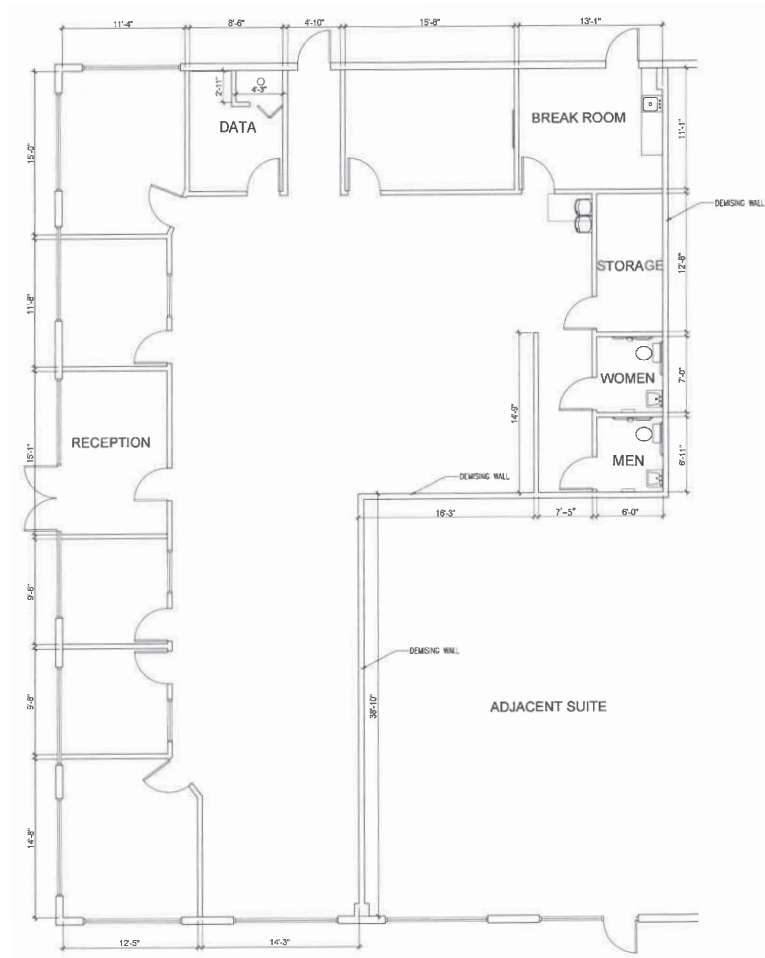 11'-4"
8'-6"
4'-10"
15'-8"
13'-1"
2'-11"
4'-3"
DATA
BREAK ROOM
11'-1"
15'-0"
DEMISING WALL
STORAGE
12'-8"
11'-8"
WOMEN
7'-0"
14'-9"
RECEPTION
15'-1"
MEN
6'-11"
DEMISING WALL
16'-3"
7'-5"
6'-0"
9'-6"
DEMISING WALL
9'-8"
38'-10"
ADJACENT SUITE
14'-8"
12'-5"
14'-3"